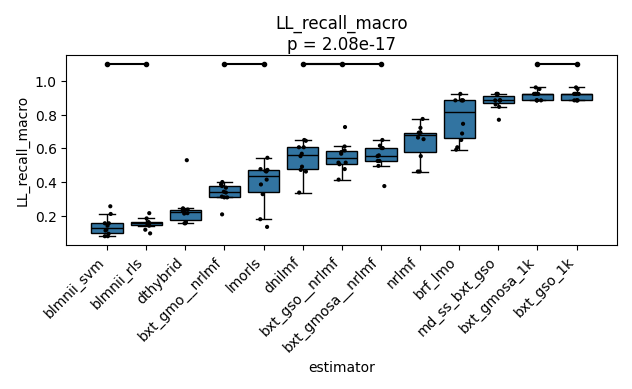 LL_recall_macro
p = 2.08e-17
LL_recall_macro
1.0
0.8
0.6
0.4
0.2
blmnii_svm
blmnii_rls
dthybrid
bxt_gmo__nrlmf
lmorls
dnilmf
bxt_gso__nrlmf
bxt_gmosa__nrlmf
nrlmf
brf_lmo
md_ss_bxt_gso
bxt_gmosa_1k
bxt_gso_1k
estimator